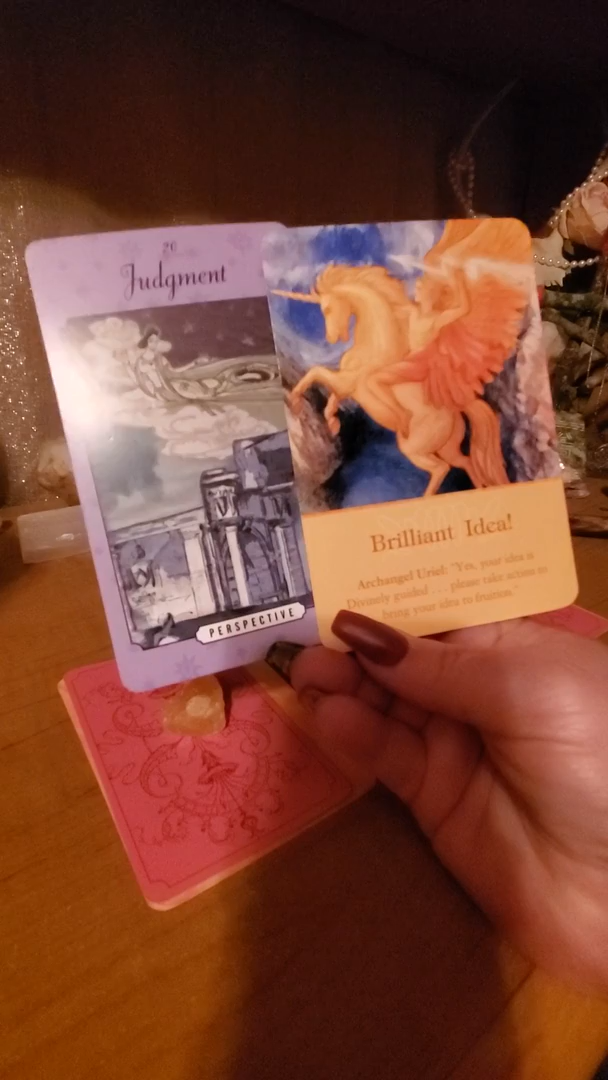 20
Judgment
PERSPECTIVE
Brilliant Idea!
Archangel Uriel: "Yes, your idea is
Divinely guided . . . please take action to
bring your idea to fruition."